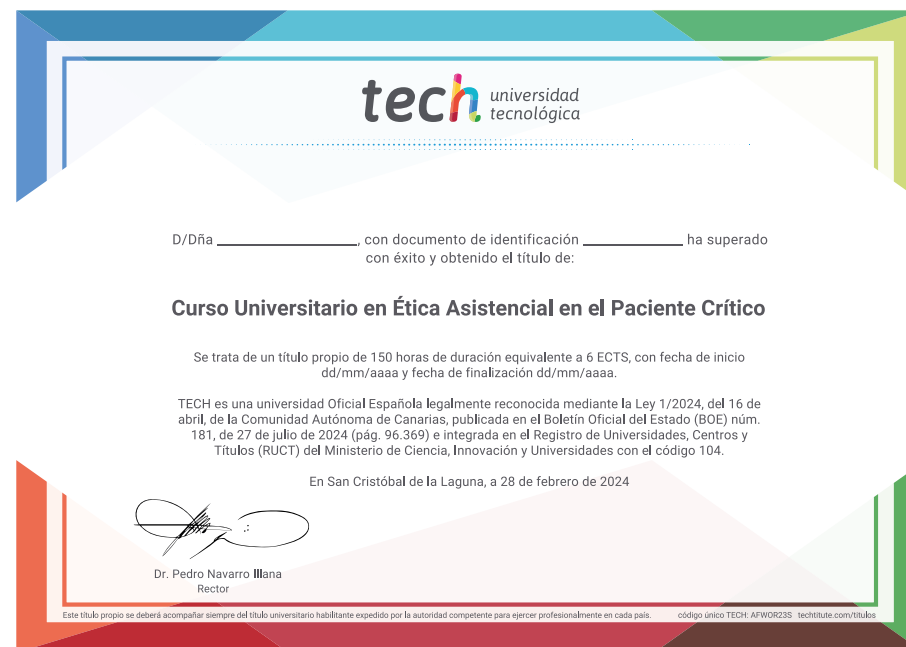 tech universidad
tecnológica
D/Dña ____________________, con documento de identificación ______________ ha superado
con éxito y obtenido el título de:
Curso Universitario en Ética Asistencial en el Paciente Crítico
Se trata de un título propio de 150 horas de duración equivalente a 6 ECTS, con fecha de inicio
dd/mm/aaaa y fecha de finalización dd/mm/aaaa.
TECH es una universidad Oficial Española legalmente reconocida mediante la Ley 1/2024, del 16 de
abril, de la Comunidad Autónoma de Canarias, publicada en el Boletín Oficial del Estado (BOE) núm.
181, de 27 de julio de 2024 (pág. 96.369) e integrada en el Registro de Universidades, Centros y
Títulos (RUCT) del Ministerio de Ciencia, Innovación y Universidades con el código 104.
En San Cristóbal de la Laguna, a 28 de febrero de 2024
Dr. Pedro Navarro Illana
Rector
Este título propio se deberá acompañar siempre del título universitario habilitante expedido por la autoridad competente para ejercer profesionalmente en cada país. código único TECH: AFWOR23S techtitute.com/titulos